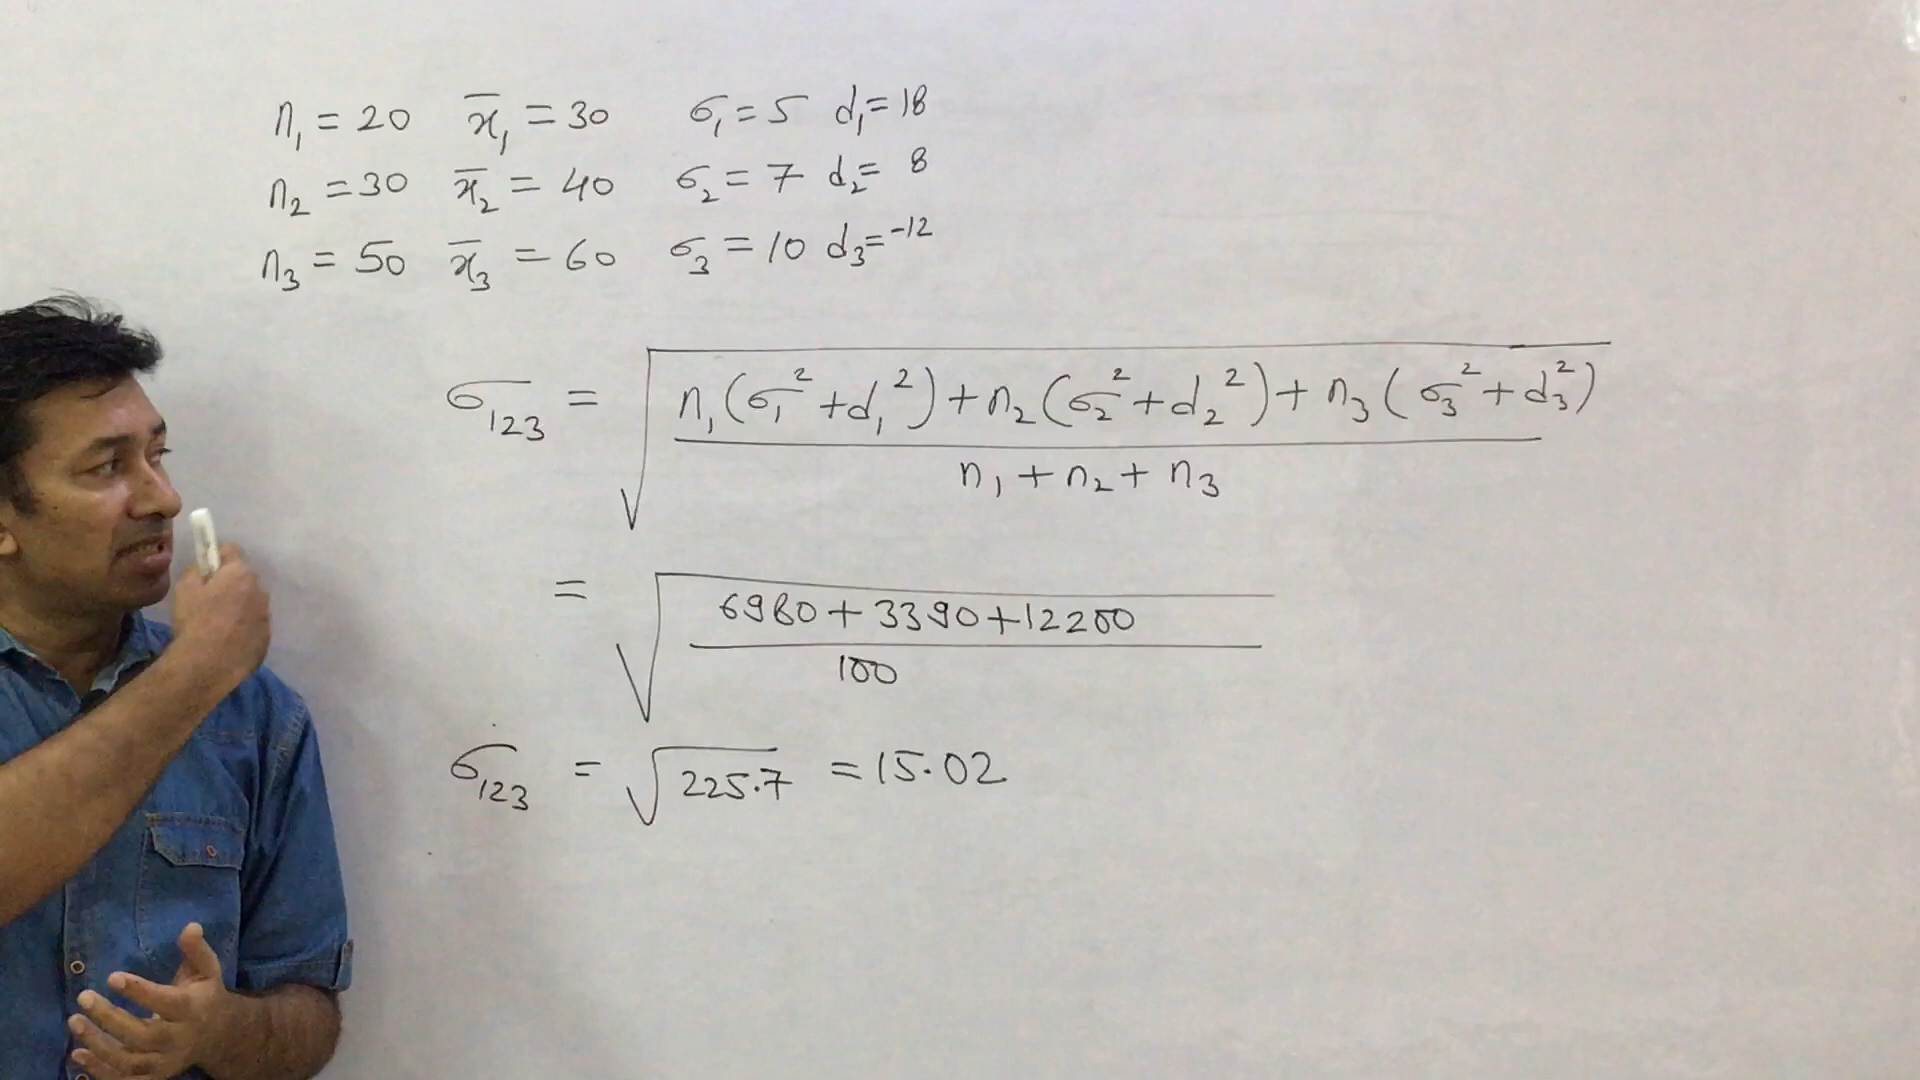 n₁ = 20 x̄₁ = 30 σ₁ = 5 d₁ = 18
n₂ = 30 x̄₂ = 40 σ₂ = 7 d₂ = 8
n₃ = 50 x̄₃ = 60 σ₃ = 10 d₃ = -12
σ₁₂₃ = √((n₁(σ₁² + d₁²) + n₂(σ₂² + d₂²) + n₃(σ₃² + d₃²)) / (n₁ + n₂ + n₃))
= √((6980 + 3390 + 12200) / 100)
σ₁₂₃ = √225.7 = 15.02